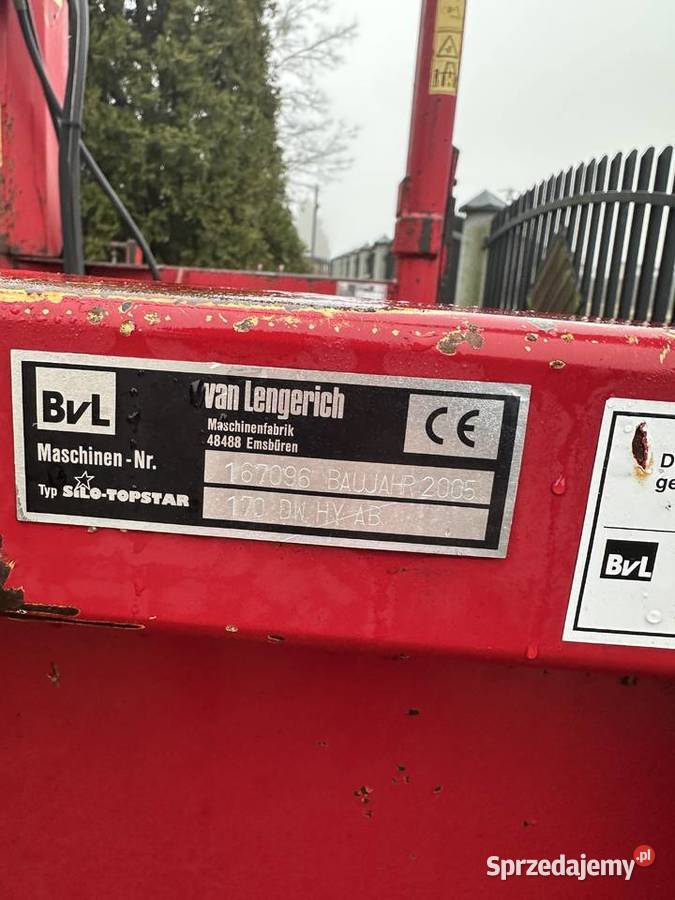 BvL
van Lengerich
Maschinenfabrik
48488 Emsbüren
CE
Maschinen-Nr.
167096 BAUJAHR 2005
Typ SILO-TOPSTAR
170 DW HY AB
D
ge
BvL
Sprzedajemy.pl